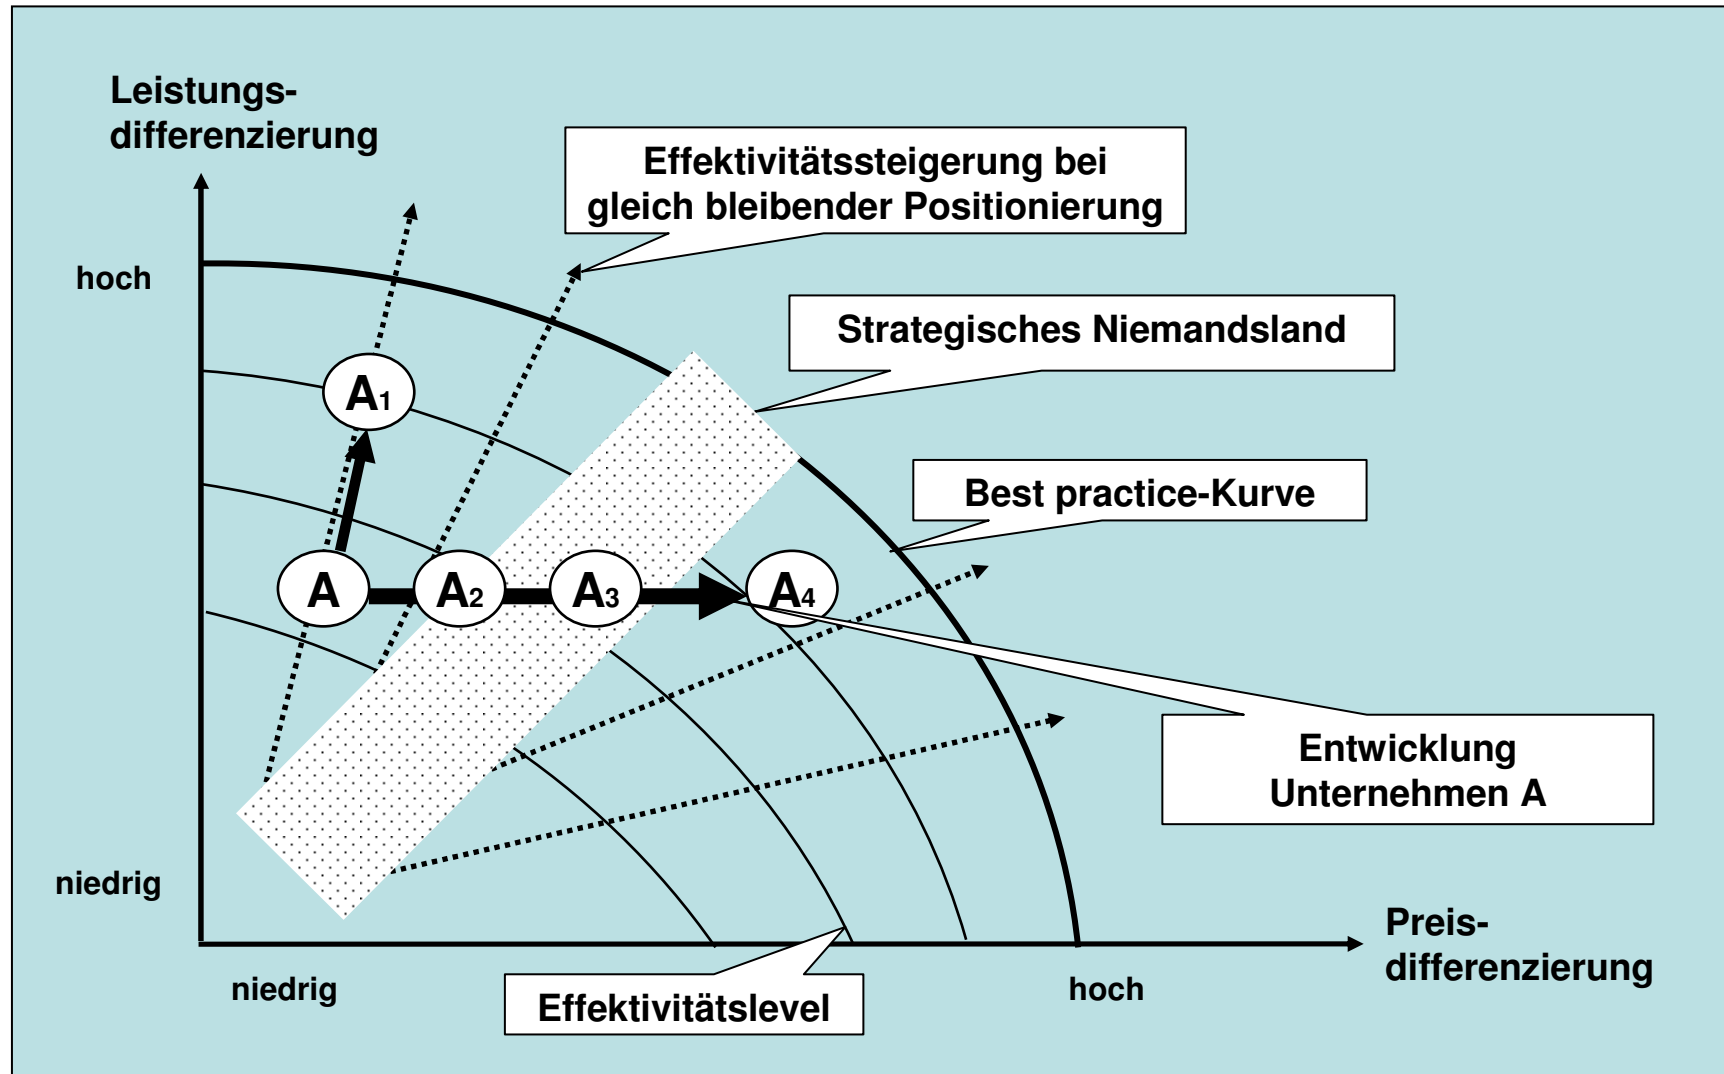 Leistungs-
differenzierung
Effektivitätssteigerung bei
gleich bleibender Positionierung
hoch
Strategisches Niemandsland
A1
Best practice-Kurve
A
A2
A3
A4
Entwicklung
Unternehmen A
niedrig
Preis-
differenzierung
niedrig
hoch
Effektivitätslevel